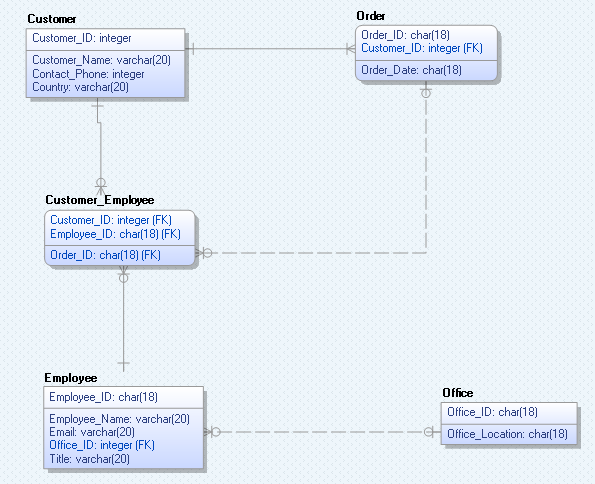 Customer
Customer_ID: integer
Customer_Name: varchar(20)
Contact_Phone: integer
Country: varchar(20)
Order
Order_ID: char(18)
Customer_ID: integer (FK)
Order_Date: char(18)
Customer_Employee
Customer_ID: integer (FK)
Employee_ID: char(18) (FK)
Order_ID: char(18) (FK)
Employee
Employee_ID: char(18)
Employee_Name: varchar(20)
Email: varchar(20)
Office_ID: integer (FK)
Title: varchar(20)
Office
Office_ID: char(18)
Office_Location: char(18)